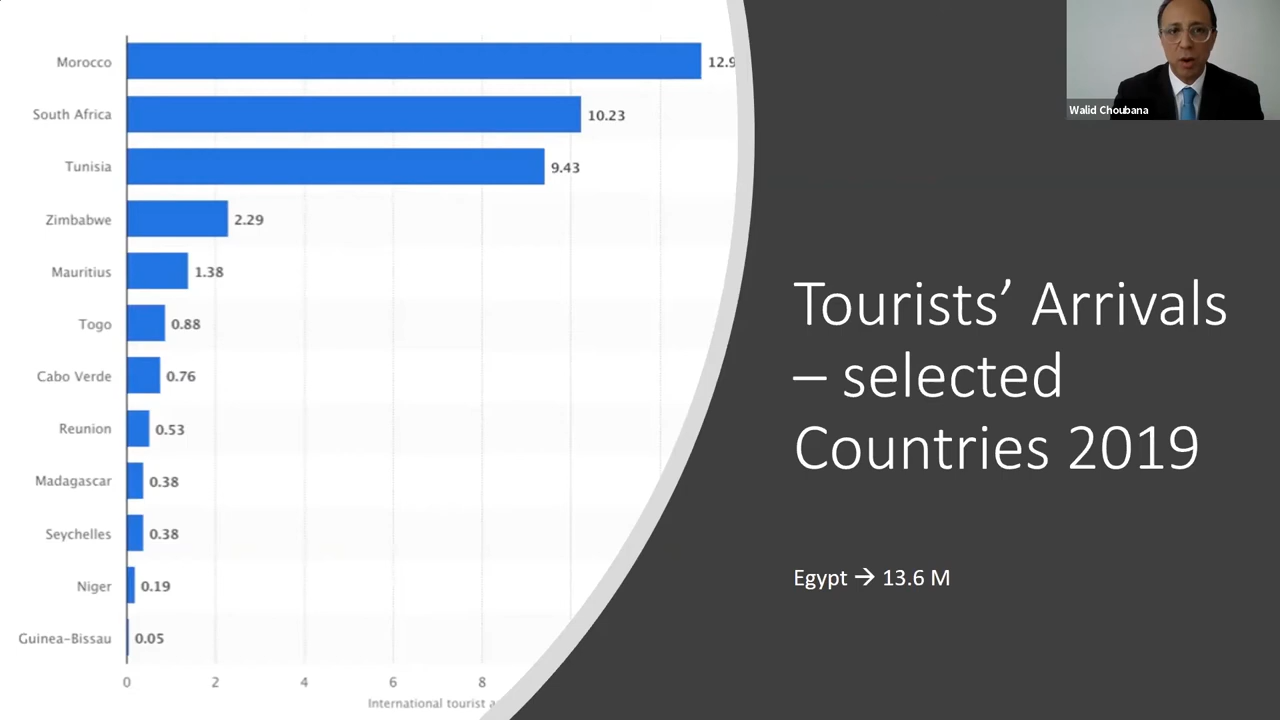 Morocco 12.9
South Africa 10.23
Tunisia 9.43
Zimbabwe 2.29
Mauritius 1.38
Togo 0.88
Cabo Verde 0.76
Reunion 0.53
Madagascar 0.38
Seychelles 0.38
Niger 0.19
Guinea-Bissau 0.05
0 2 4 6 8
International tourist a
Walid Choubana
Tourists’ Arrivals
– selected
Countries 2019
Egypt → 13.6 M